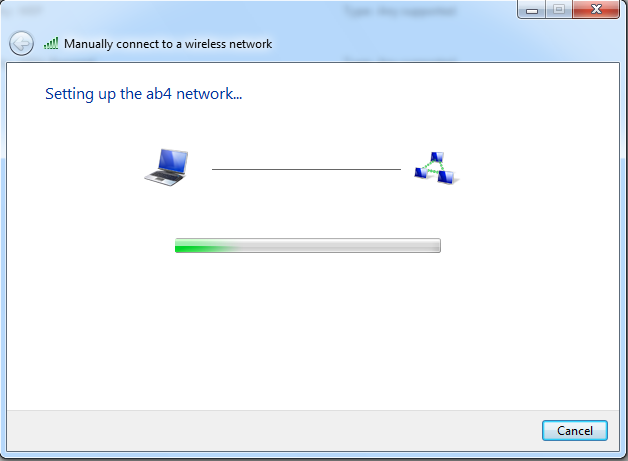 Manually connect to a wireless network
Setting up the ab4 network...
Cancel